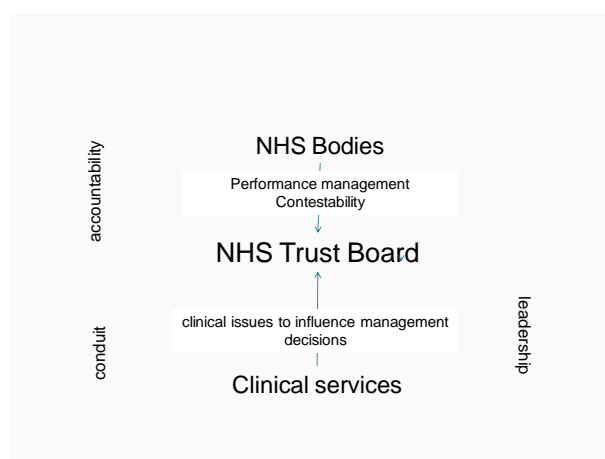 NHS Bodies
accountability
Performance management
Contestability
NHS Trust Board
clinical issues to influence management
decisions
conduit
leadership
Clinical services